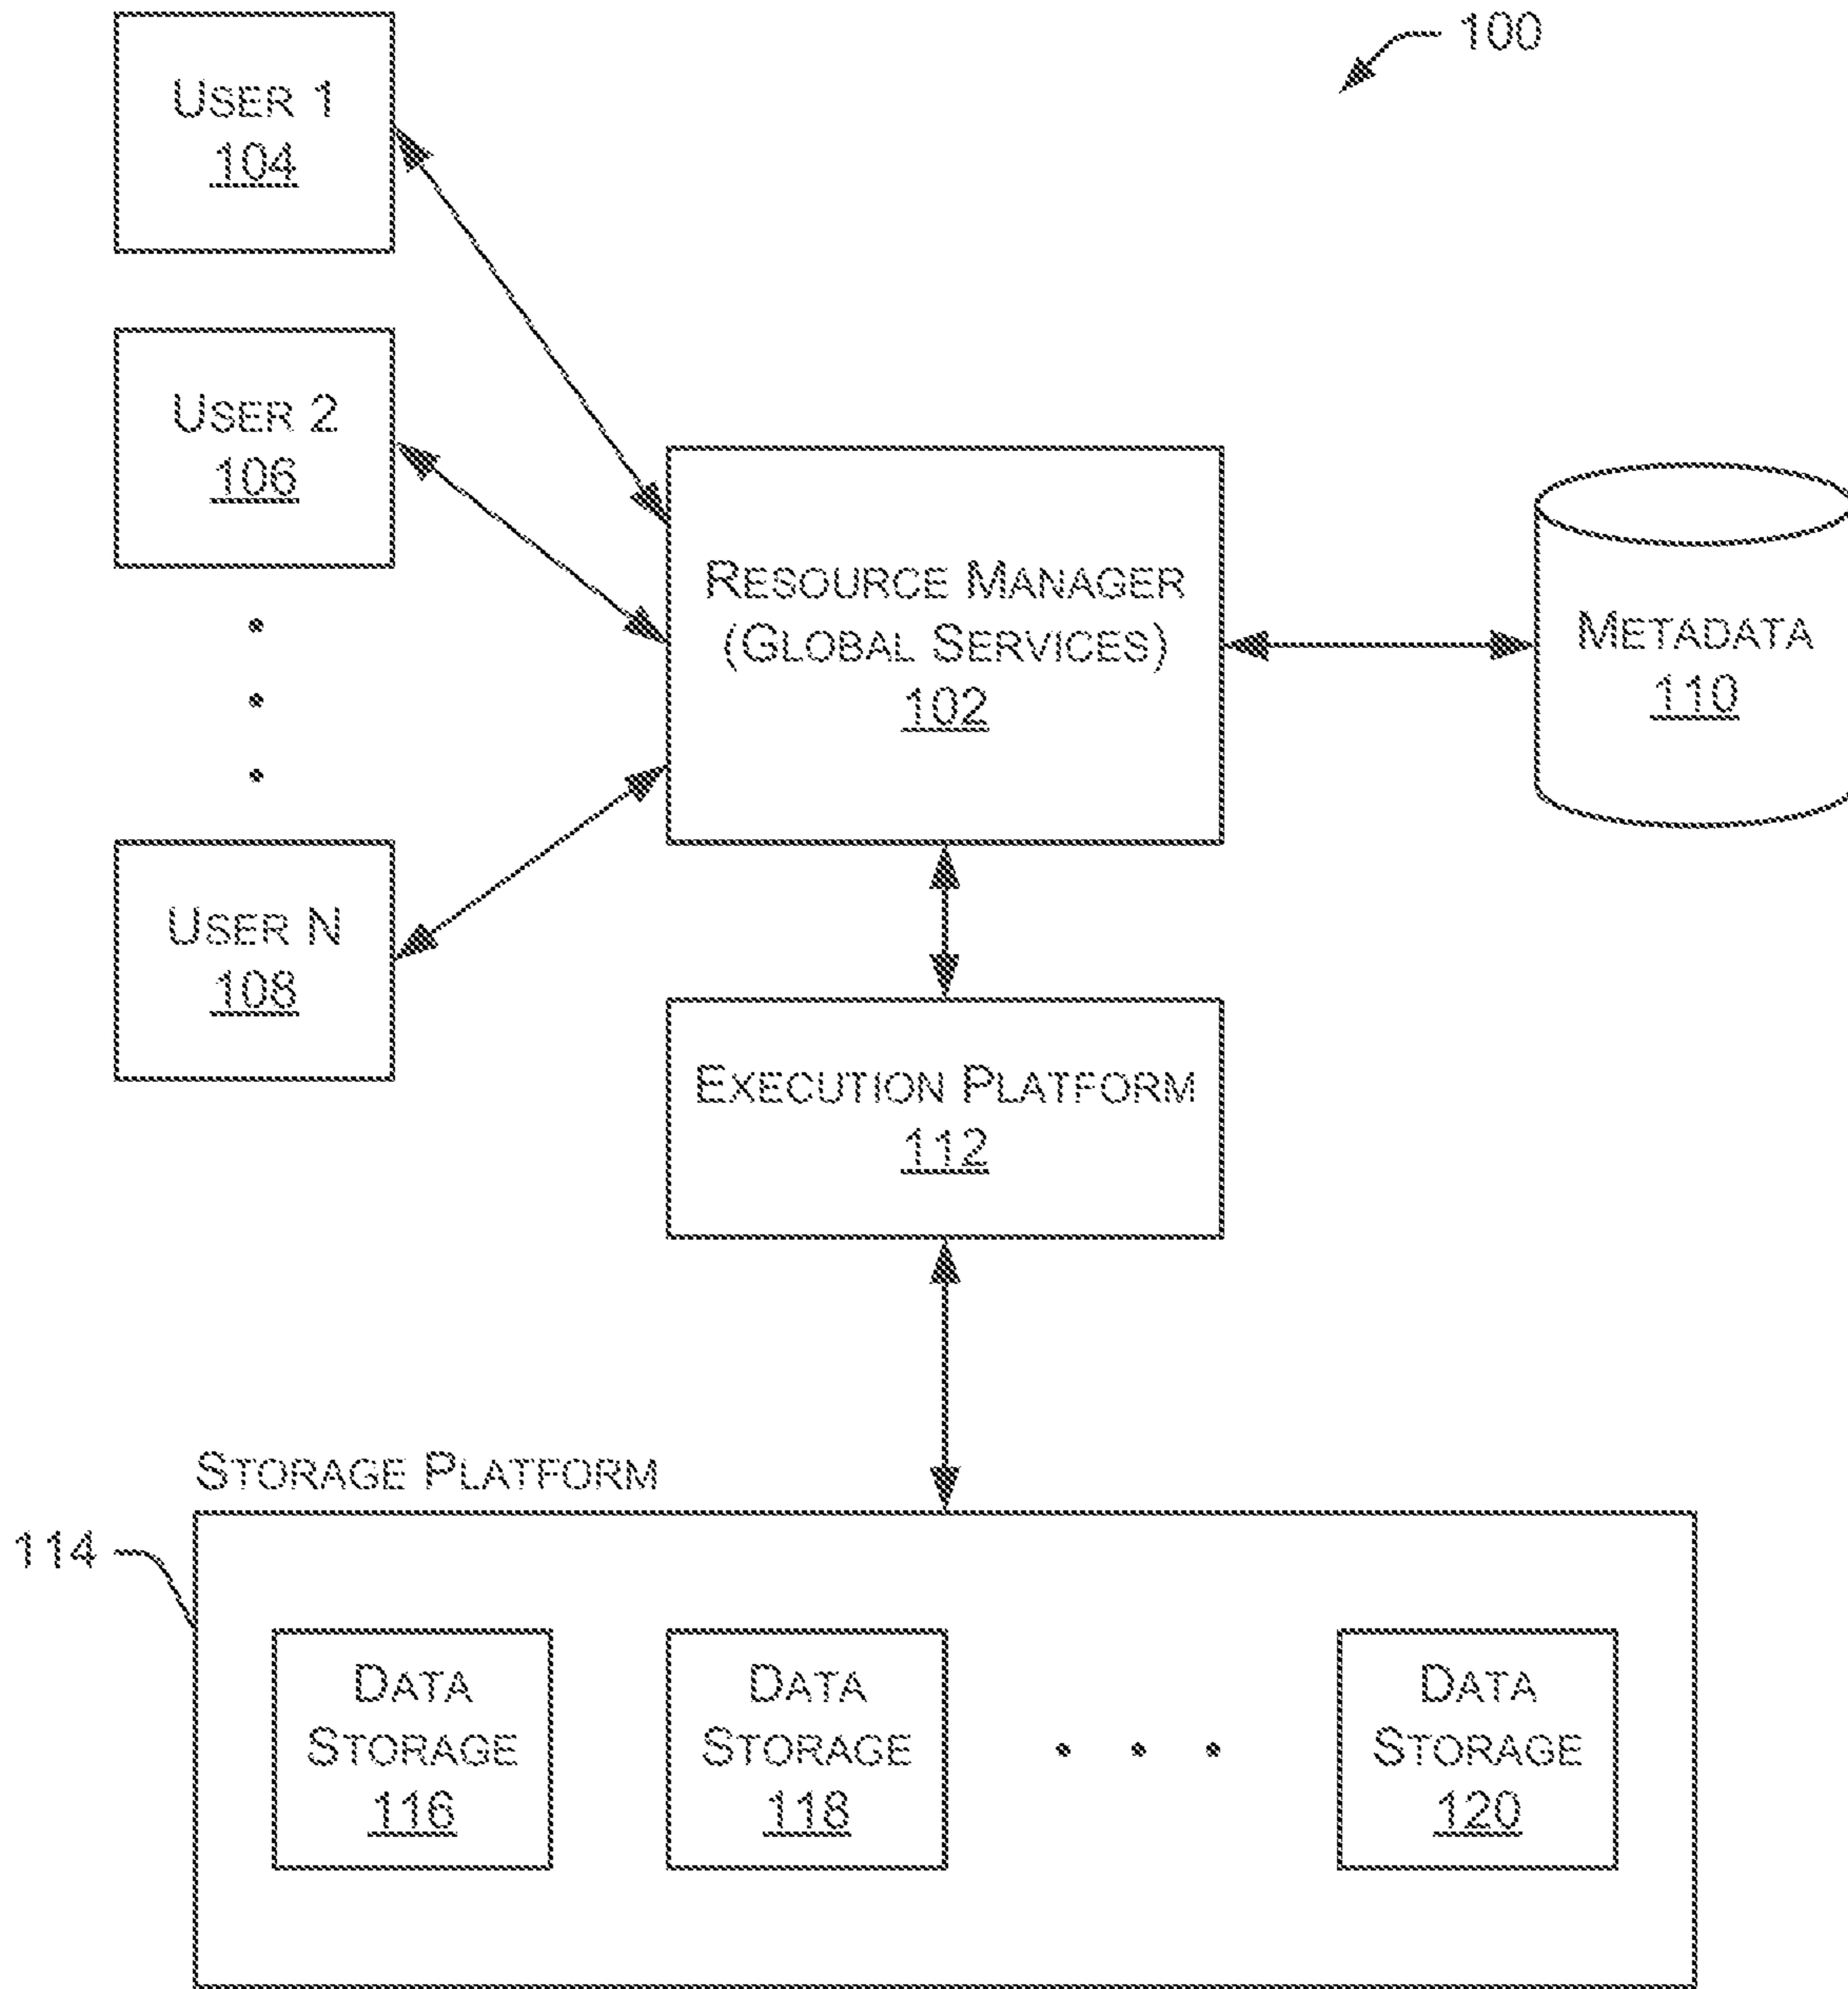 100
USER 1
104
USER 2
106
RESOURCE MANAGER
(GLOBAL SERVICES)
102
METADATA
110
USER N
108
EXECUTION PLATFORM
112
STORAGE PLATFORM
114
DATA
STORAGE
116
DATA
STORAGE
118
DATA
STORAGE
120